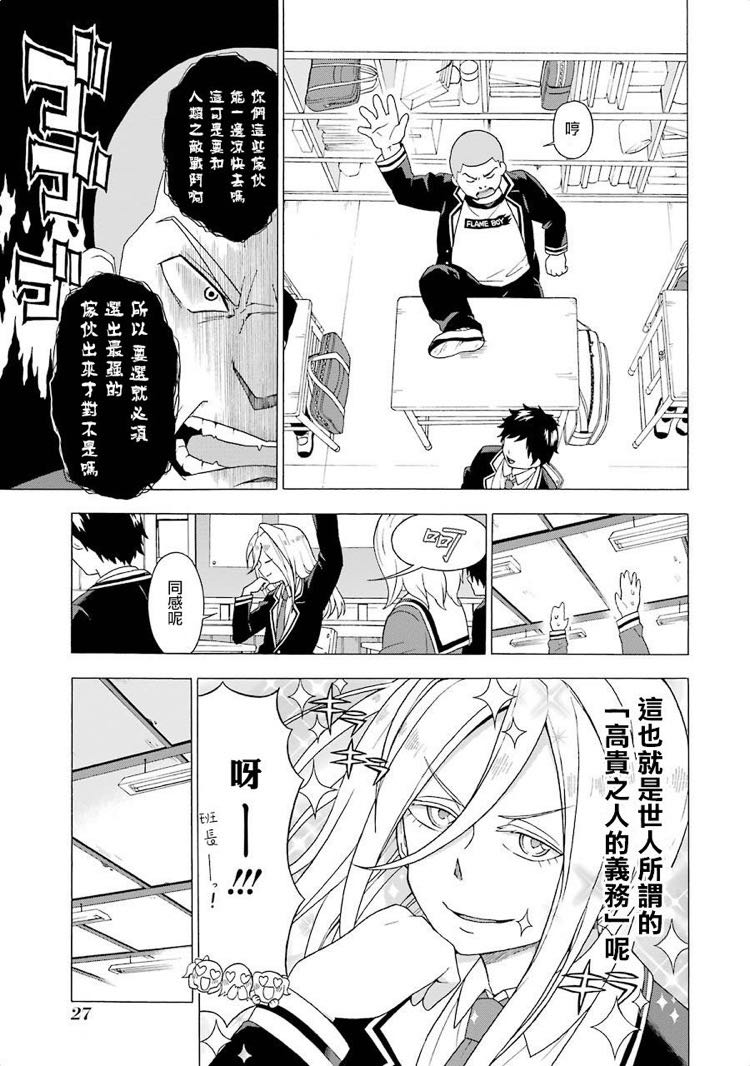 哼
FLAME BOY
你們這些傢伙
能一邊涼快去嗎
這可是要和
人類之敵戰鬥啊
所以要選就必須
選出最強的
傢伙出來才對不是嗎
呵
同感呢
這也就是世人所謂的
「高貴之人的義務」呢
呀ー!!!
班長ーっ!
27